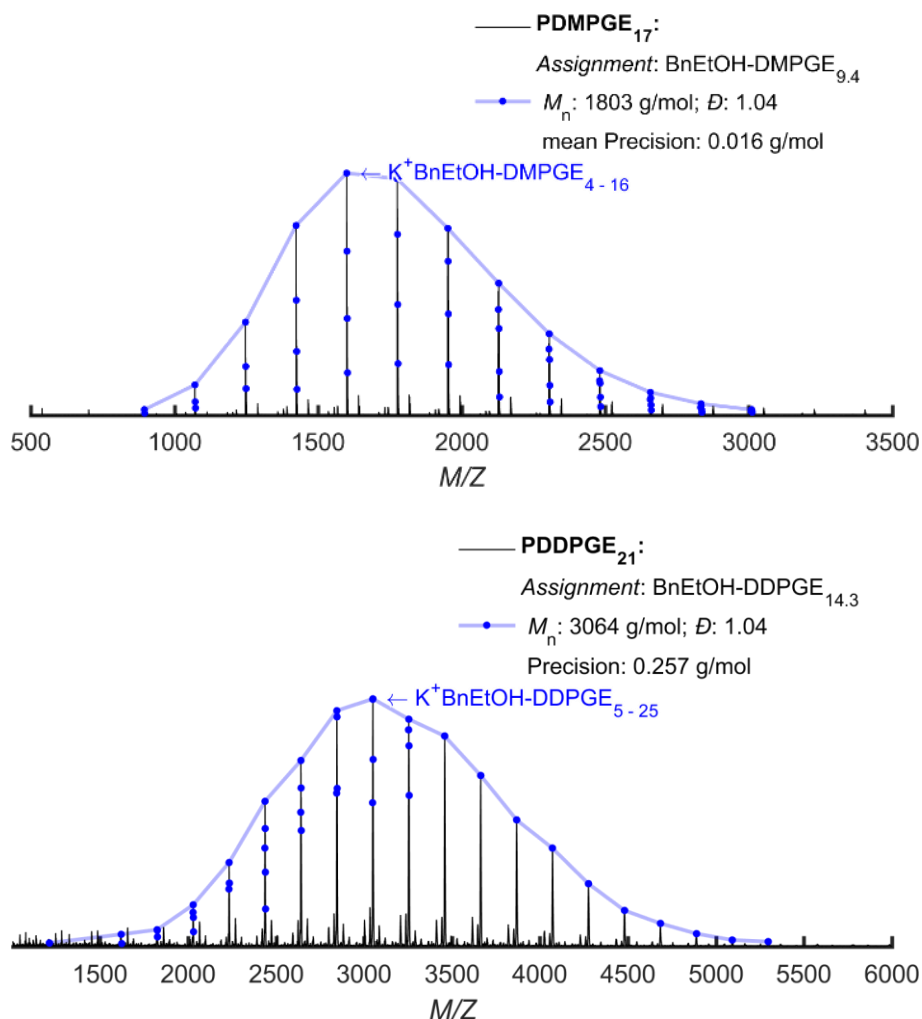 PDMPGE17:
Assignment: BnEtOH-DMPGE9.4
Mn: 1803 g/mol; Đ: 1.04
mean Precision: 0.016 g/mol
← K+BnEtOH-DMPGE4 - 16
500 1000 1500 2000 2500 3000 3500
M/Z
PDDPGE21:
Assignment: BnEtOH-DDPGE14.3
Mn: 3064 g/mol; Đ: 1.04
Precision: 0.257 g/mol
← K+BnEtOH-DDPGE5 - 25
1500 2000 2500 3000 3500 4000 4500 5000 5500 6000
M/Z